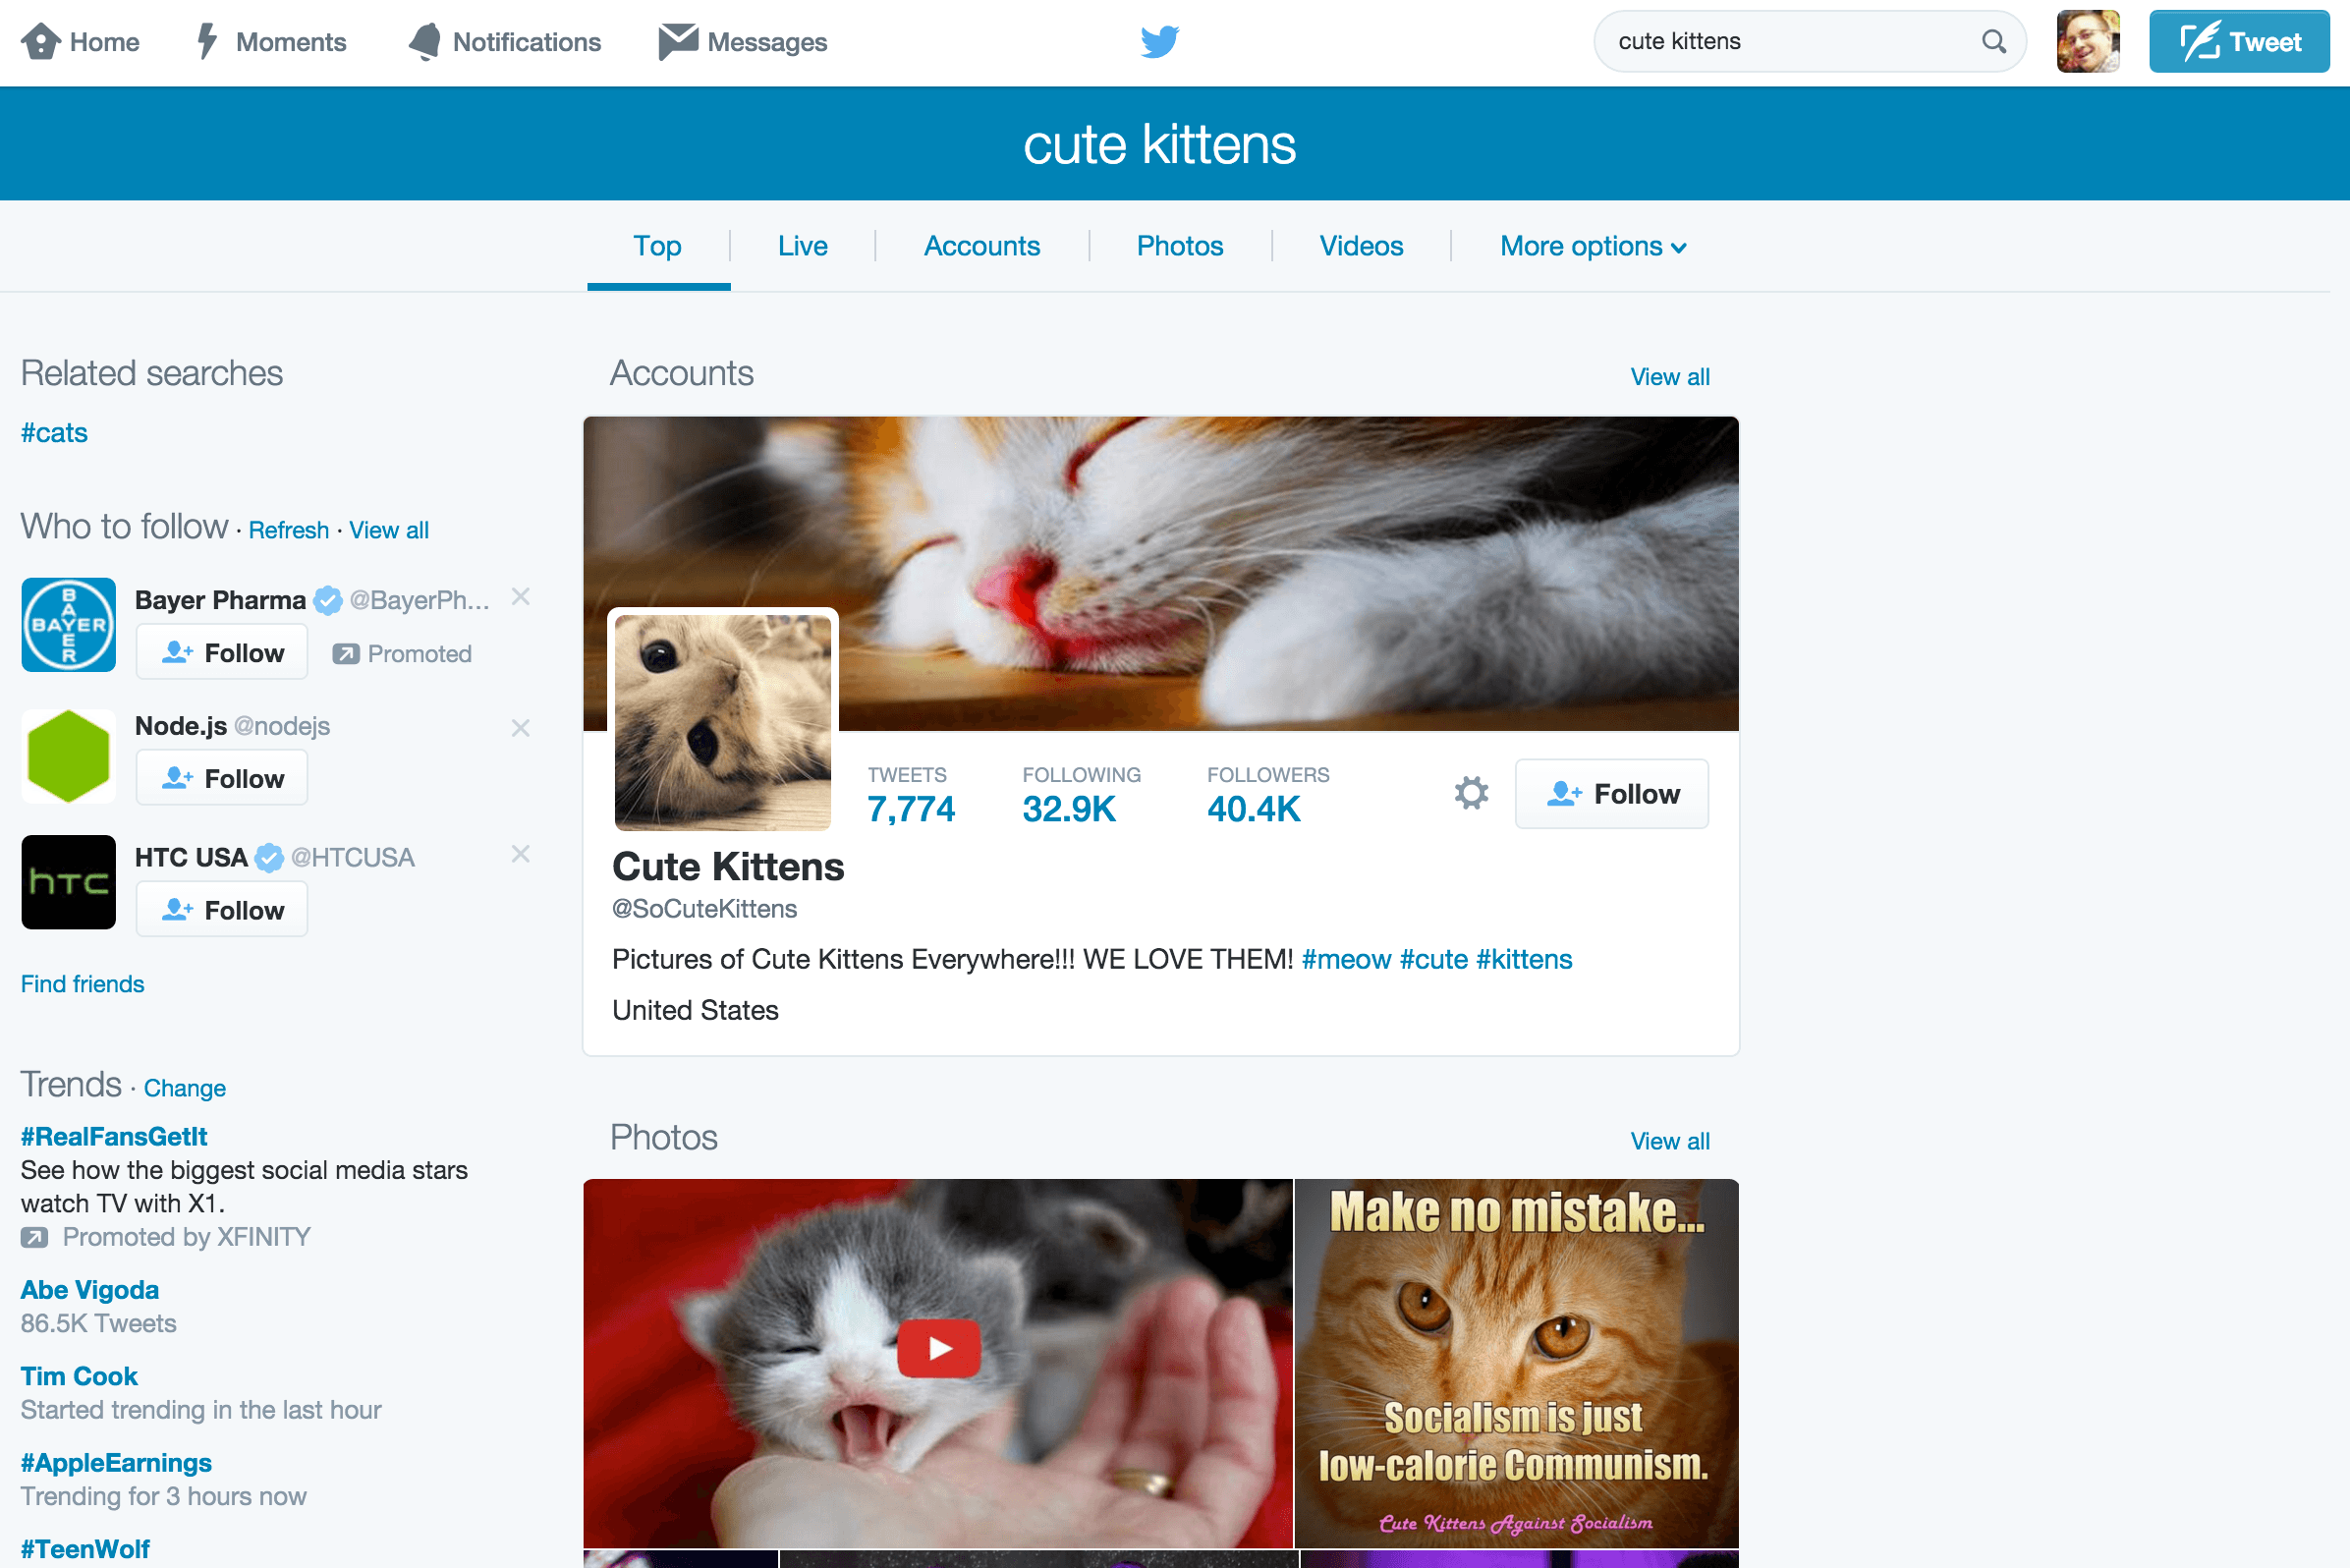 Home
Moments
Notifications
Messages
cute kittens
Tweet
cute kittens
Top
Live
Accounts
Photos
Videos
More options
Related searches
#cats
Who to follow · Refresh · View all
BAYER
BAYER
Bayer Pharma @BayerPh...
Follow
Promoted
Node.js @nodejs
Follow
hTC
HTC USA @HTCUSA
Follow
Find friends
Trends · Change
#RealFansGetIt
See how the biggest social media stars
watch TV with X1.
Promoted by XFINITY
Abe Vigoda
86.5K Tweets
Tim Cook
Started trending in the last hour
#AppleEarnings
Trending for 3 hours now
#TeenWolf
Accounts
View all
TWEETS
7,774
FOLLOWING
32.9K
FOLLOWERS
40.4K
Follow
Cute Kittens
@SoCuteKittens
Pictures of Cute Kittens Everywhere!!! WE LOVE THEM! #meow #cute #kittens
United States
Photos
View all
Make no mistake...
Socialism is just
low-calorie Communism.
Cute Kittens Against Socialism